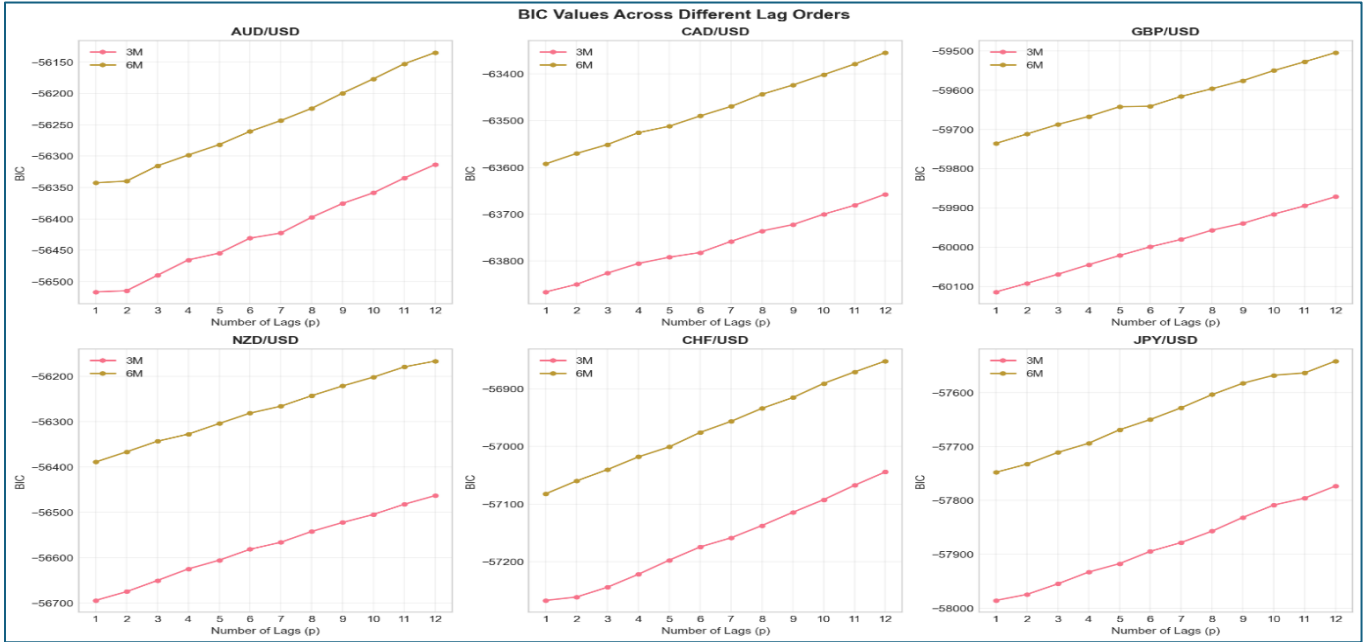 BIC Values Across Different Lag Orders
AUD/USD
3M
6M
−56150
−56200
−56250
−56300
−56350
−56400
−56450
−56500
BIC
1 2 3 4 5 6 7 8 9 10 11 12
Number of Lags (p)
CAD/USD
3M
6M
−63400
−63500
−63600
−63700
−63800
BIC
1 2 3 4 5 6 7 8 9 10 11 12
Number of Lags (p)
GBP/USD
3M
6M
−59500
−59600
−59700
−59800
−59900
−60000
−60100
BIC
1 2 3 4 5 6 7 8 9 10 11 12
Number of Lags (p)
NZD/USD
3M
6M
−56200
−56300
−56400
−56500
−56600
−56700
BIC
1 2 3 4 5 6 7 8 9 10 11 12
Number of Lags (p)
CHF/USD
3M
6M
−56900
−57000
−57100
−57200
BIC
1 2 3 4 5 6 7 8 9 10 11 12
Number of Lags (p)
JPY/USD
3M
6M
−57600
−57700
−57800
−57900
−58000
BIC
1 2 3 4 5 6 7 8 9 10 11 12
Number of Lags (p)